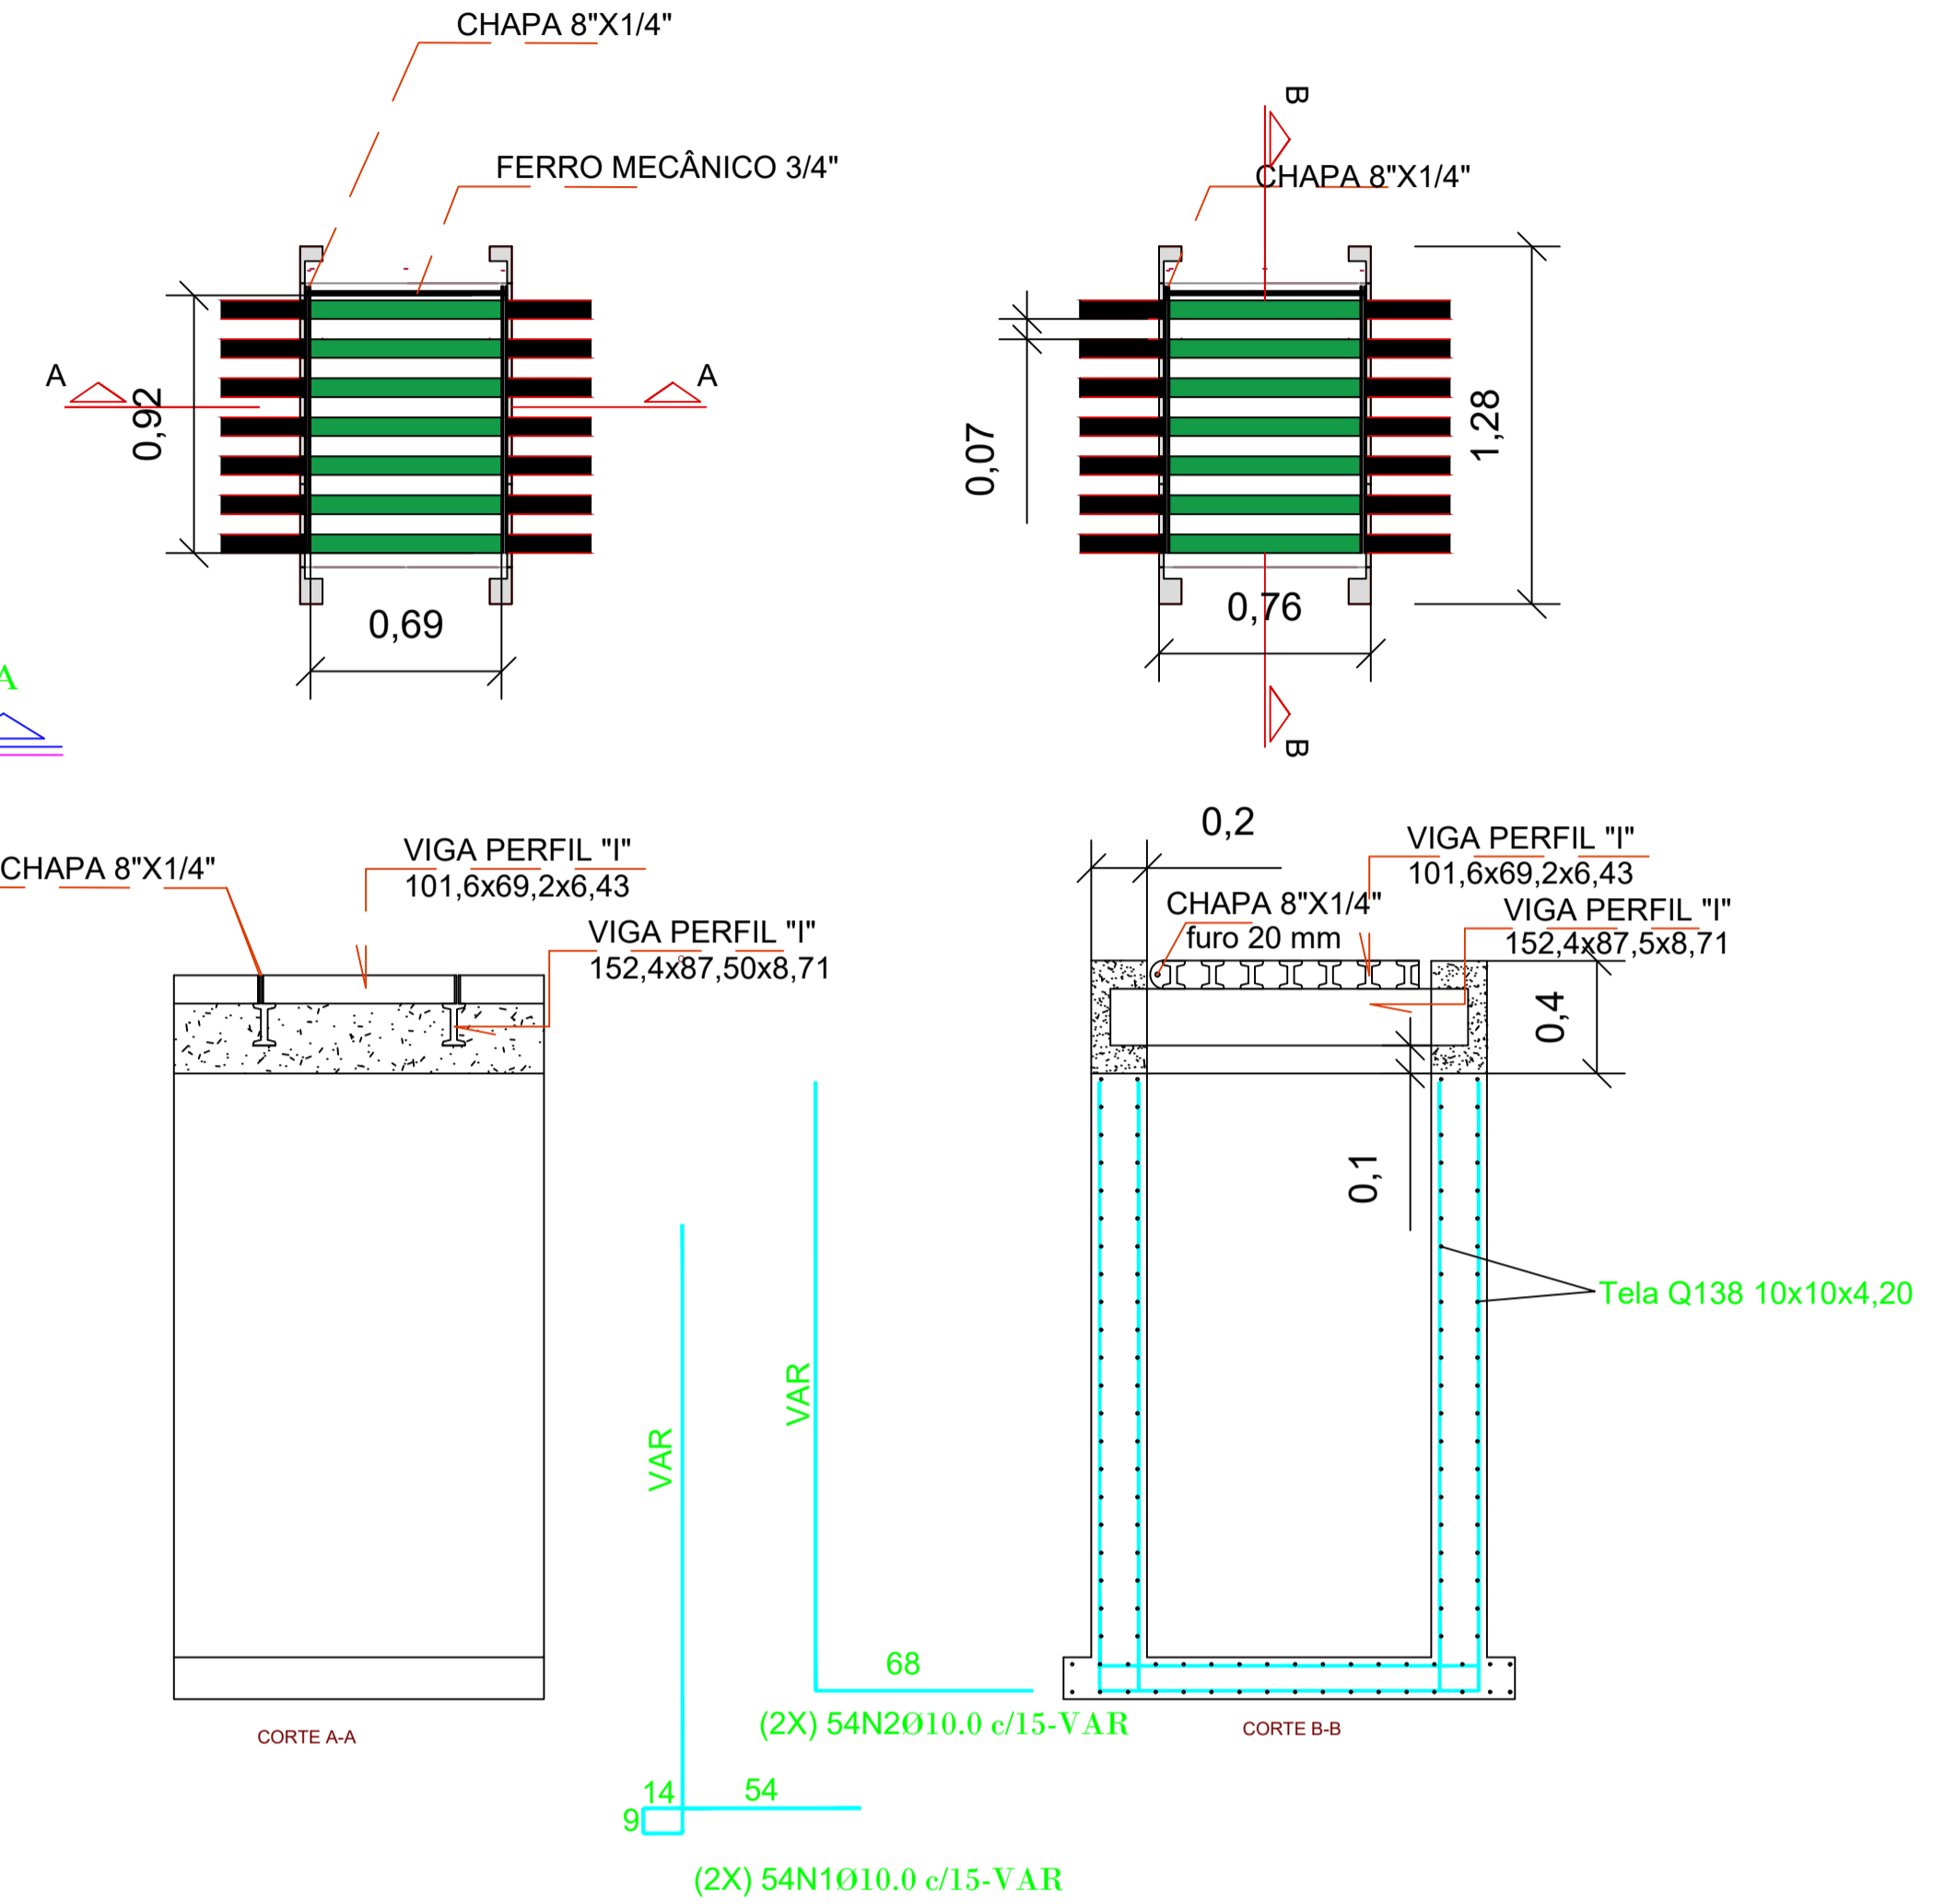 CHAPA 8"X1/4"
FERRO MECÂNICO 3/4"
A
A
0,92
0,69
B
CHAPA 8"X1/4"
0,07
1,28
0,76
B
A
CHAPA 8"X1/4"
VIGA PERFIL "I"
101,6x69,2x6,43
VIGA PERFIL "I"
152,4x87,50x8,71
CORTE A-A
0,2
VIGA PERFIL "I"
101,6x69,2x6,43
CHAPA 8"X1/4"
furo 20 mm
VIGA PERFIL "I"
152,4x87,5x8,71
0,4
0,1
Tela Q138 10x10x4,20
CORTE B-B
VAR
68
(2X) 54N2Ø10.0 c/15-VAR
VAR
14
54
9
(2X) 54N1Ø10.0 c/15-VAR